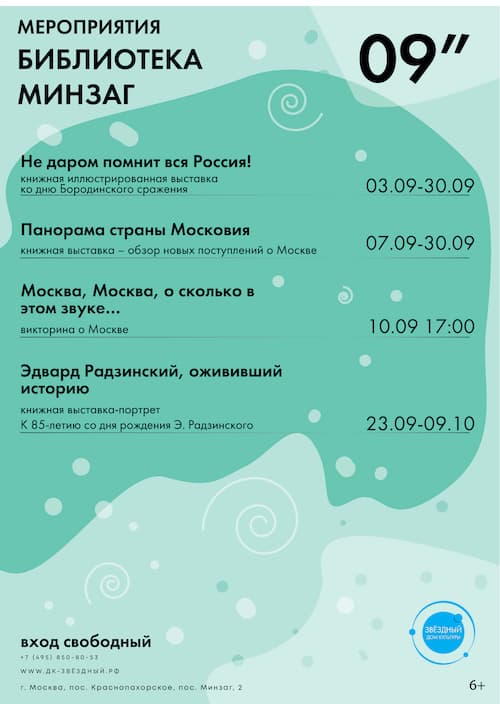 МЕРОПРИЯТИЯ
БИБЛИОТЕКА
МИНЗАГ
09”
Не даром помнит вся Россия!
книжная иллюстрированная выставка
ко дню Бородинского сражения
03.09-30.09
Панорама страны Московия
книжная выставка – обзор новых поступлений о Москве
07.09-30.09
Москва, Москва, о сколько в
этом звуке...
викторина о Москве
10.09 17:00
Эдвард Радзинский, ожививший
историю
книжная выставка-портрет
К 85-летию со дня рождения Э. Радзинского
23.09-09.10
вход свободный
+7 (495) 850-80-53
WWW.ДК-ЗВЁЗДНЫЙ.РФ
г. Москва, пос. Краснопахорское, пос. Минзаг, 2
ЗВЁЗДНЫЙ
ДОМ КУЛЬТУРЫ
6+